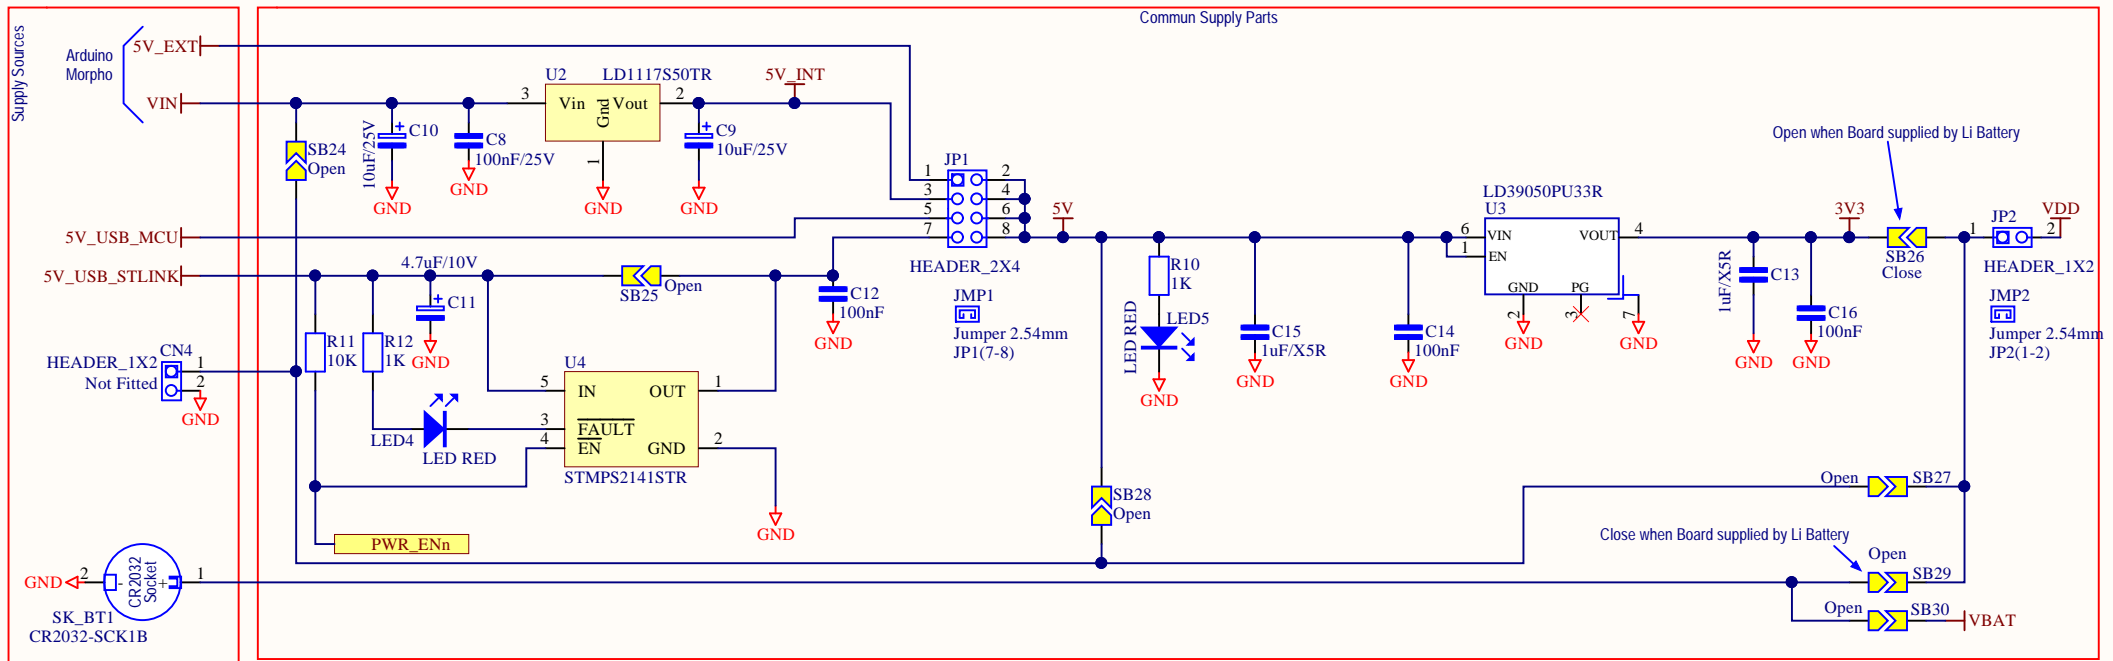 Supply Sources
Commun Supply Parts
Arduino
Morpho
5V_EXT
VIN
5V_USB_MCU
5V_USB_STLINK
HEADER_1X2
Not Fitted
CN4
1
2
GND
GND
2
-
CR2032
Socket
+
1
SK_BT1
CR2032-SCK1B
SB24
Open
10uF/25V
C10
GND
C8
100nF/25V
GND
U2
LD1117S50TR
3
Vin
Gnd
Vout
2
1
GND
5V_INT
C9
10uF/25V
GND
4.7uF/10V
C11
GND
R11
10K
R12
1K
LED4
LED RED
SB25
Open
U4
5
IN
OUT
1
3
FAULT
4
EN
GND
2
STMPS2141STR
GND
PWR_ENn
C12
100nF
GND
JP1
1
2
3
4
5
6
7
8
HEADER_2X4
JMP1
Jumper 2.54mm
JP1(7-8)
5V
R10
1K
LED RED
LED5
GND
C15
1uF/X5R
GND
C14
100nF
GND
SB28
Open
LD39050PU33R
U3
6
VIN
VOUT
4
1
EN
GND
PG
2
3
7
GND
GND
1uF/X5R
C13
GND
C16
100nF
GND
Open when Board supplied by Li Battery
3V3
SB26
Close
1
JP2
2
VDD
HEADER_1X2
JMP2
Jumper 2.54mm
JP2(1-2)
Open
SB27
Close when Board supplied by Li Battery
Open
SB29
Open
SB30
VBAT